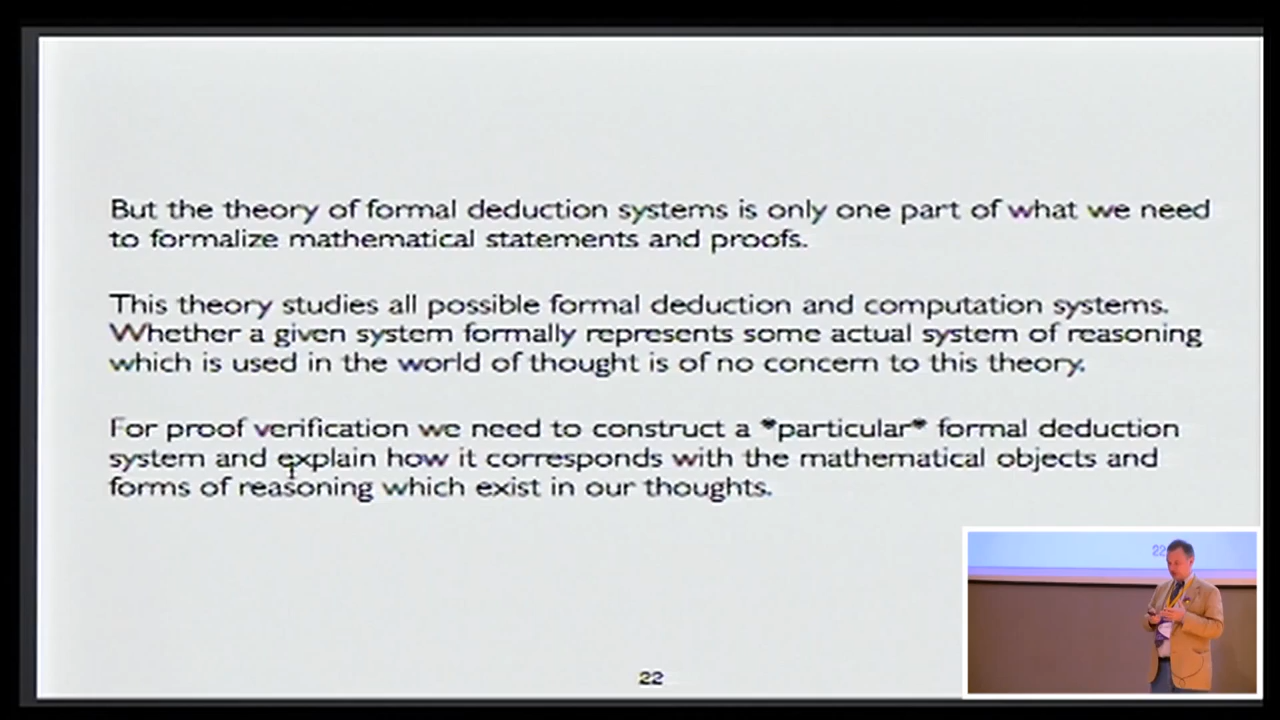 But the theory of formal deduction systems is only one part of what we need
to formalize mathematical statements and proofs.
This theory studies all possible formal deduction and computation systems.
Whether a given system formally represents some actual system of reasoning
which is used in the world of thought is of no concern to this theory.
For proof verification we need to construct a *particular* formal deduction
system and explain how it corresponds with the mathematical objects and
forms of reasoning which exist in our thoughts.
22
22